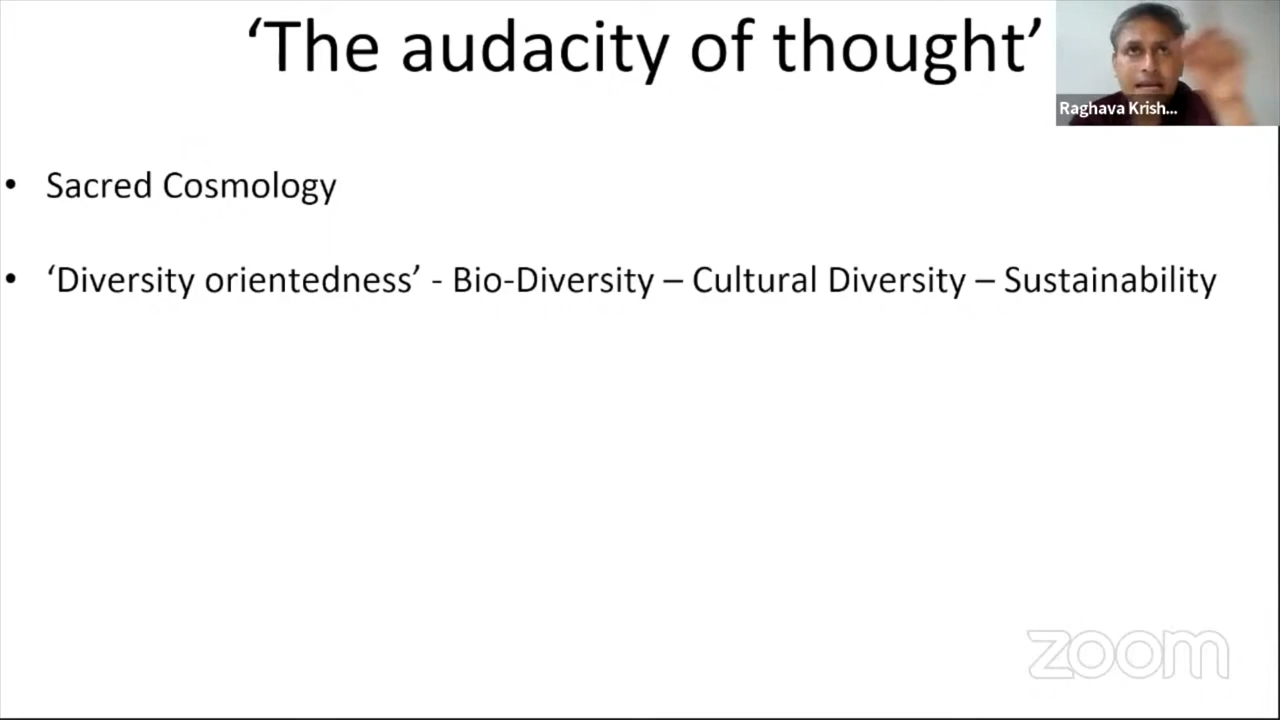 ‘The audacity of thought’
Raghava Krish...
• Sacred Cosmology
• ‘Diversity orientedness’ - Bio-Diversity – Cultural Diversity – Sustainability
zoom